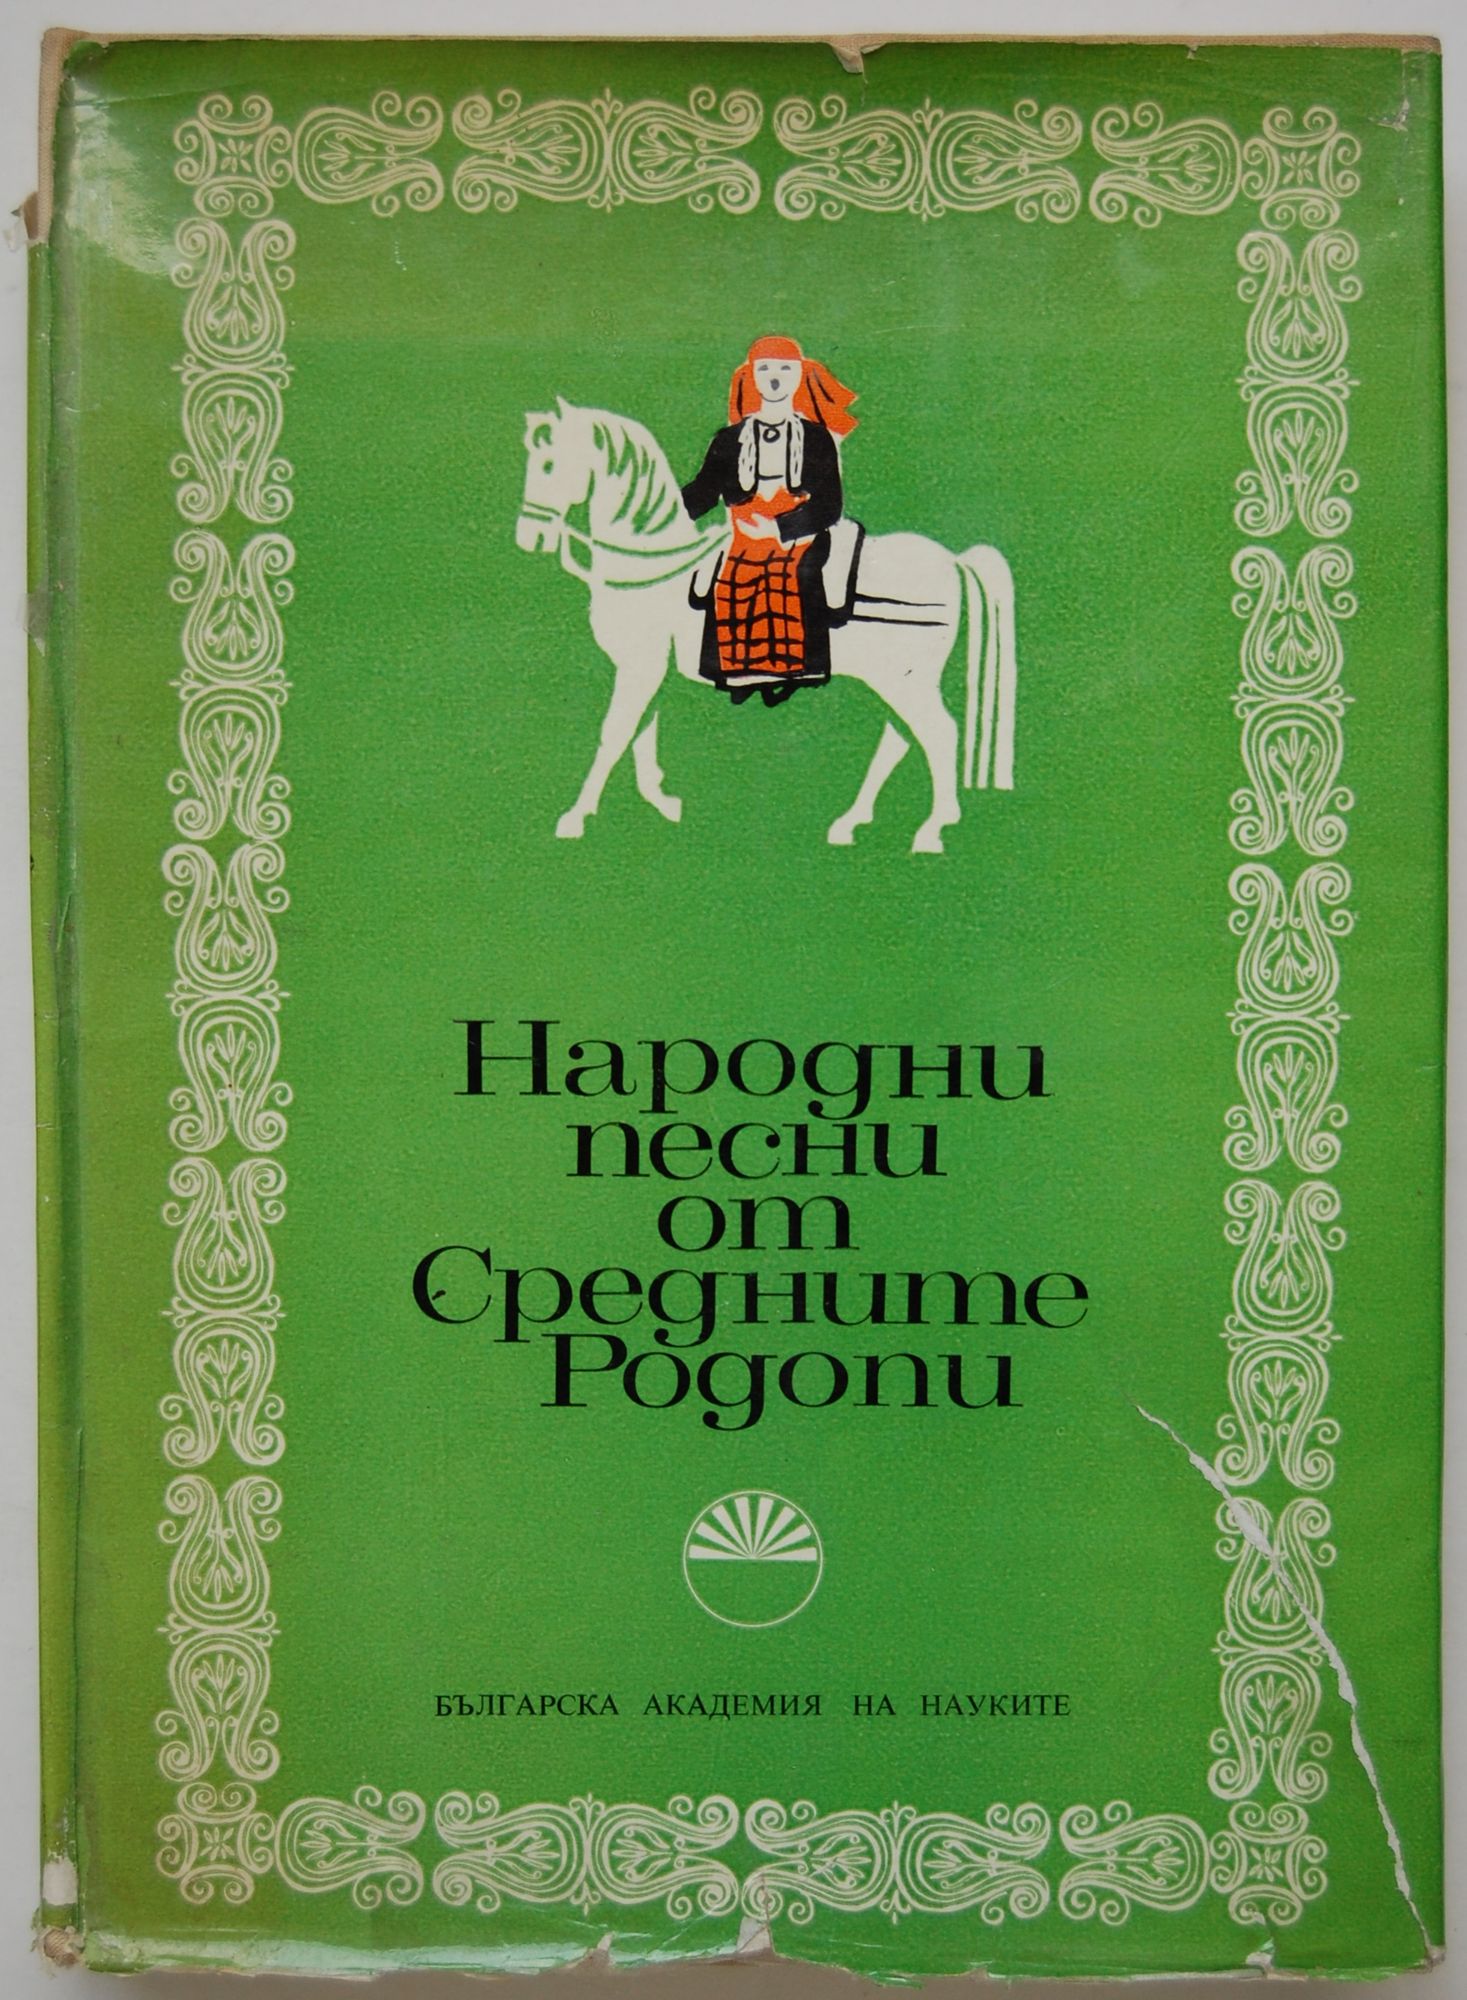 Народни
песни
от
Средните
Родопи
БЪЛГАРСКА АКАДЕМИЯ НА НАУКИТЕ